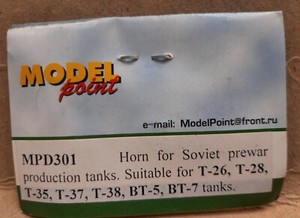 MODEL
point
e-mail: ModelPoint@front.ru
MPD301 Horn for Soviet prewar
production tanks. Suitable for T-26, T-28,
T-35, T-37, T-38, BT-5, BT-7 tanks.